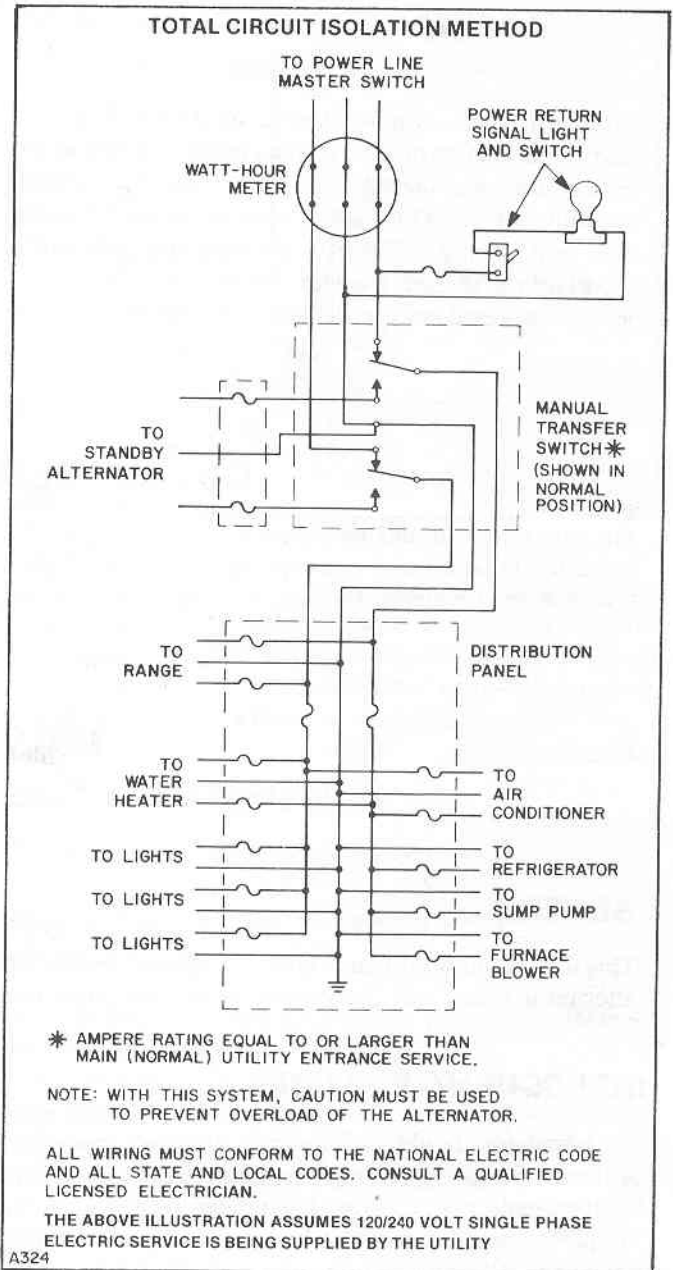 TOTAL CIRCUIT ISOLATION METHOD
TO POWER LINE
MASTER SWITCH
POWER RETURN
SIGNAL LIGHT
AND SWITCH
WATT-HOUR
METER
MANUAL
TRANSFER
SWITCH*
(SHOWN IN
NORMAL
POSITION)
TO
STANDBY
ALTERNATOR
DISTRIBUTION
PANEL
TO
RANGE
TO
WATER
HEATER
TO
AIR
CONDITIONER
TO LIGHTS
TO
REFRIGERATOR
TO LIGHTS
TO
SUMP PUMP
TO LIGHTS
TO
FURNACE
BLOWER
* AMPERE RATING EQUAL TO OR LARGER THAN
MAIN (NORMAL) UTILITY ENTRANCE SERVICE.
NOTE: WITH THIS SYSTEM, CAUTION MUST BE USED
TO PREVENT OVERLOAD OF THE ALTERNATOR.
ALL WIRING MUST CONFORM TO THE NATIONAL ELECTRIC CODE
AND ALL STATE AND LOCAL CODES. CONSULT A QUALIFIED
LICENSED ELECTRICIAN.
THE ABOVE ILLUSTRATION ASSUMES 120/240 VOLT SINGLE PHASE
ELECTRIC SERVICE IS BEING SUPPLIED BY THE UTILITY
A324